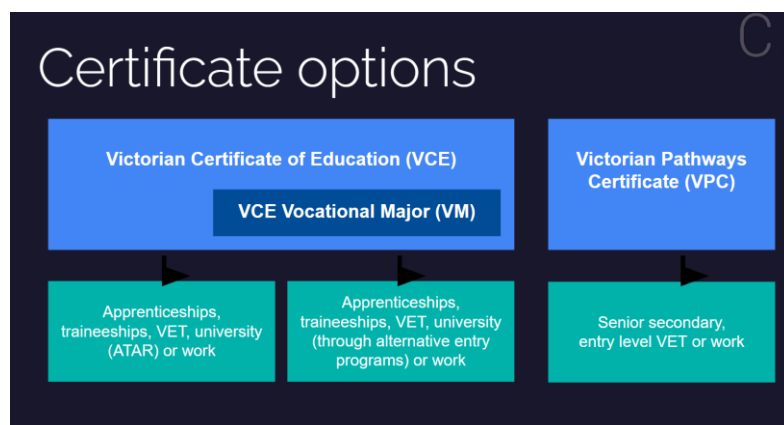 C
Certificate options
Victorian Certificate of Education (VCE)
VCE Vocational Major (VM)
Victorian Pathways
Certificate (VPC)
Apprenticeships,
traineeships, VET, university
(ATAR) or work
Apprenticeships,
traineeships, VET, university
(through alternative entry
programs) or work
Senior secondary,
entry level VET or work